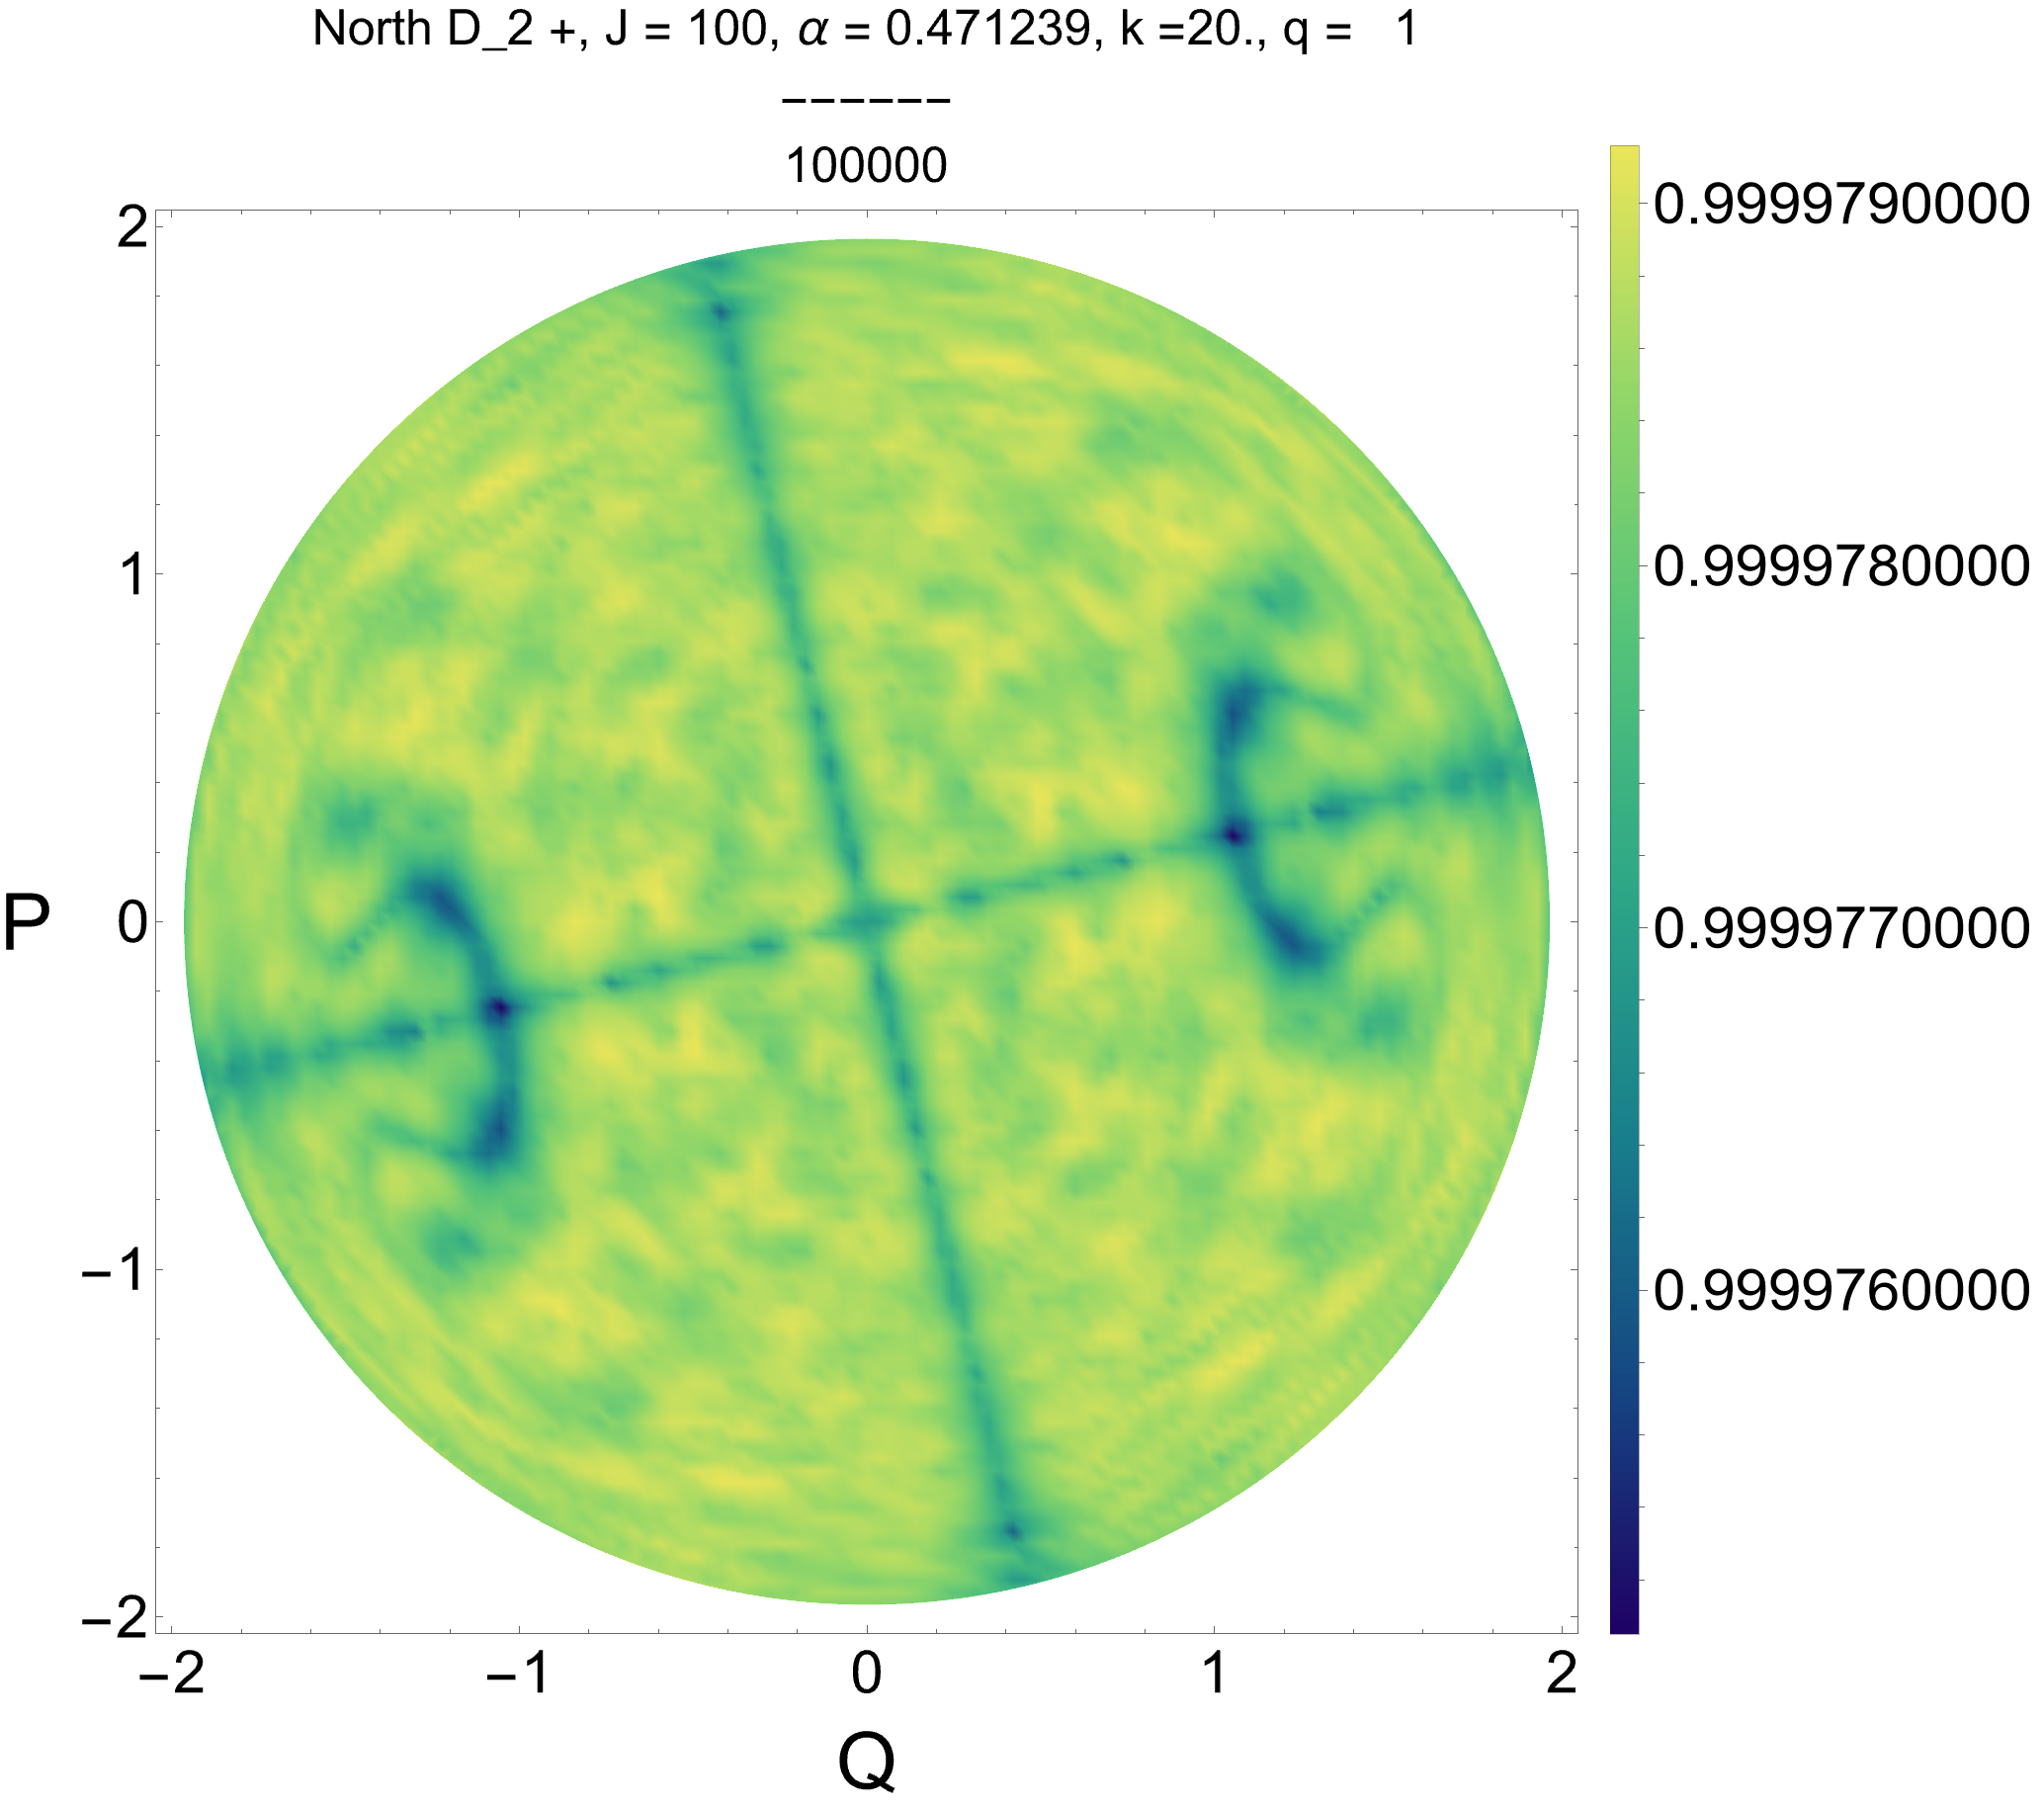 North D_2 +, J = 100, α = 0.471239, k =20., q = 1
------
100000
0.9999790000
0.9999780000
0.9999770000
0.9999760000
2
1
0
−1
−2
P
−2 −1 0 1 2
Q